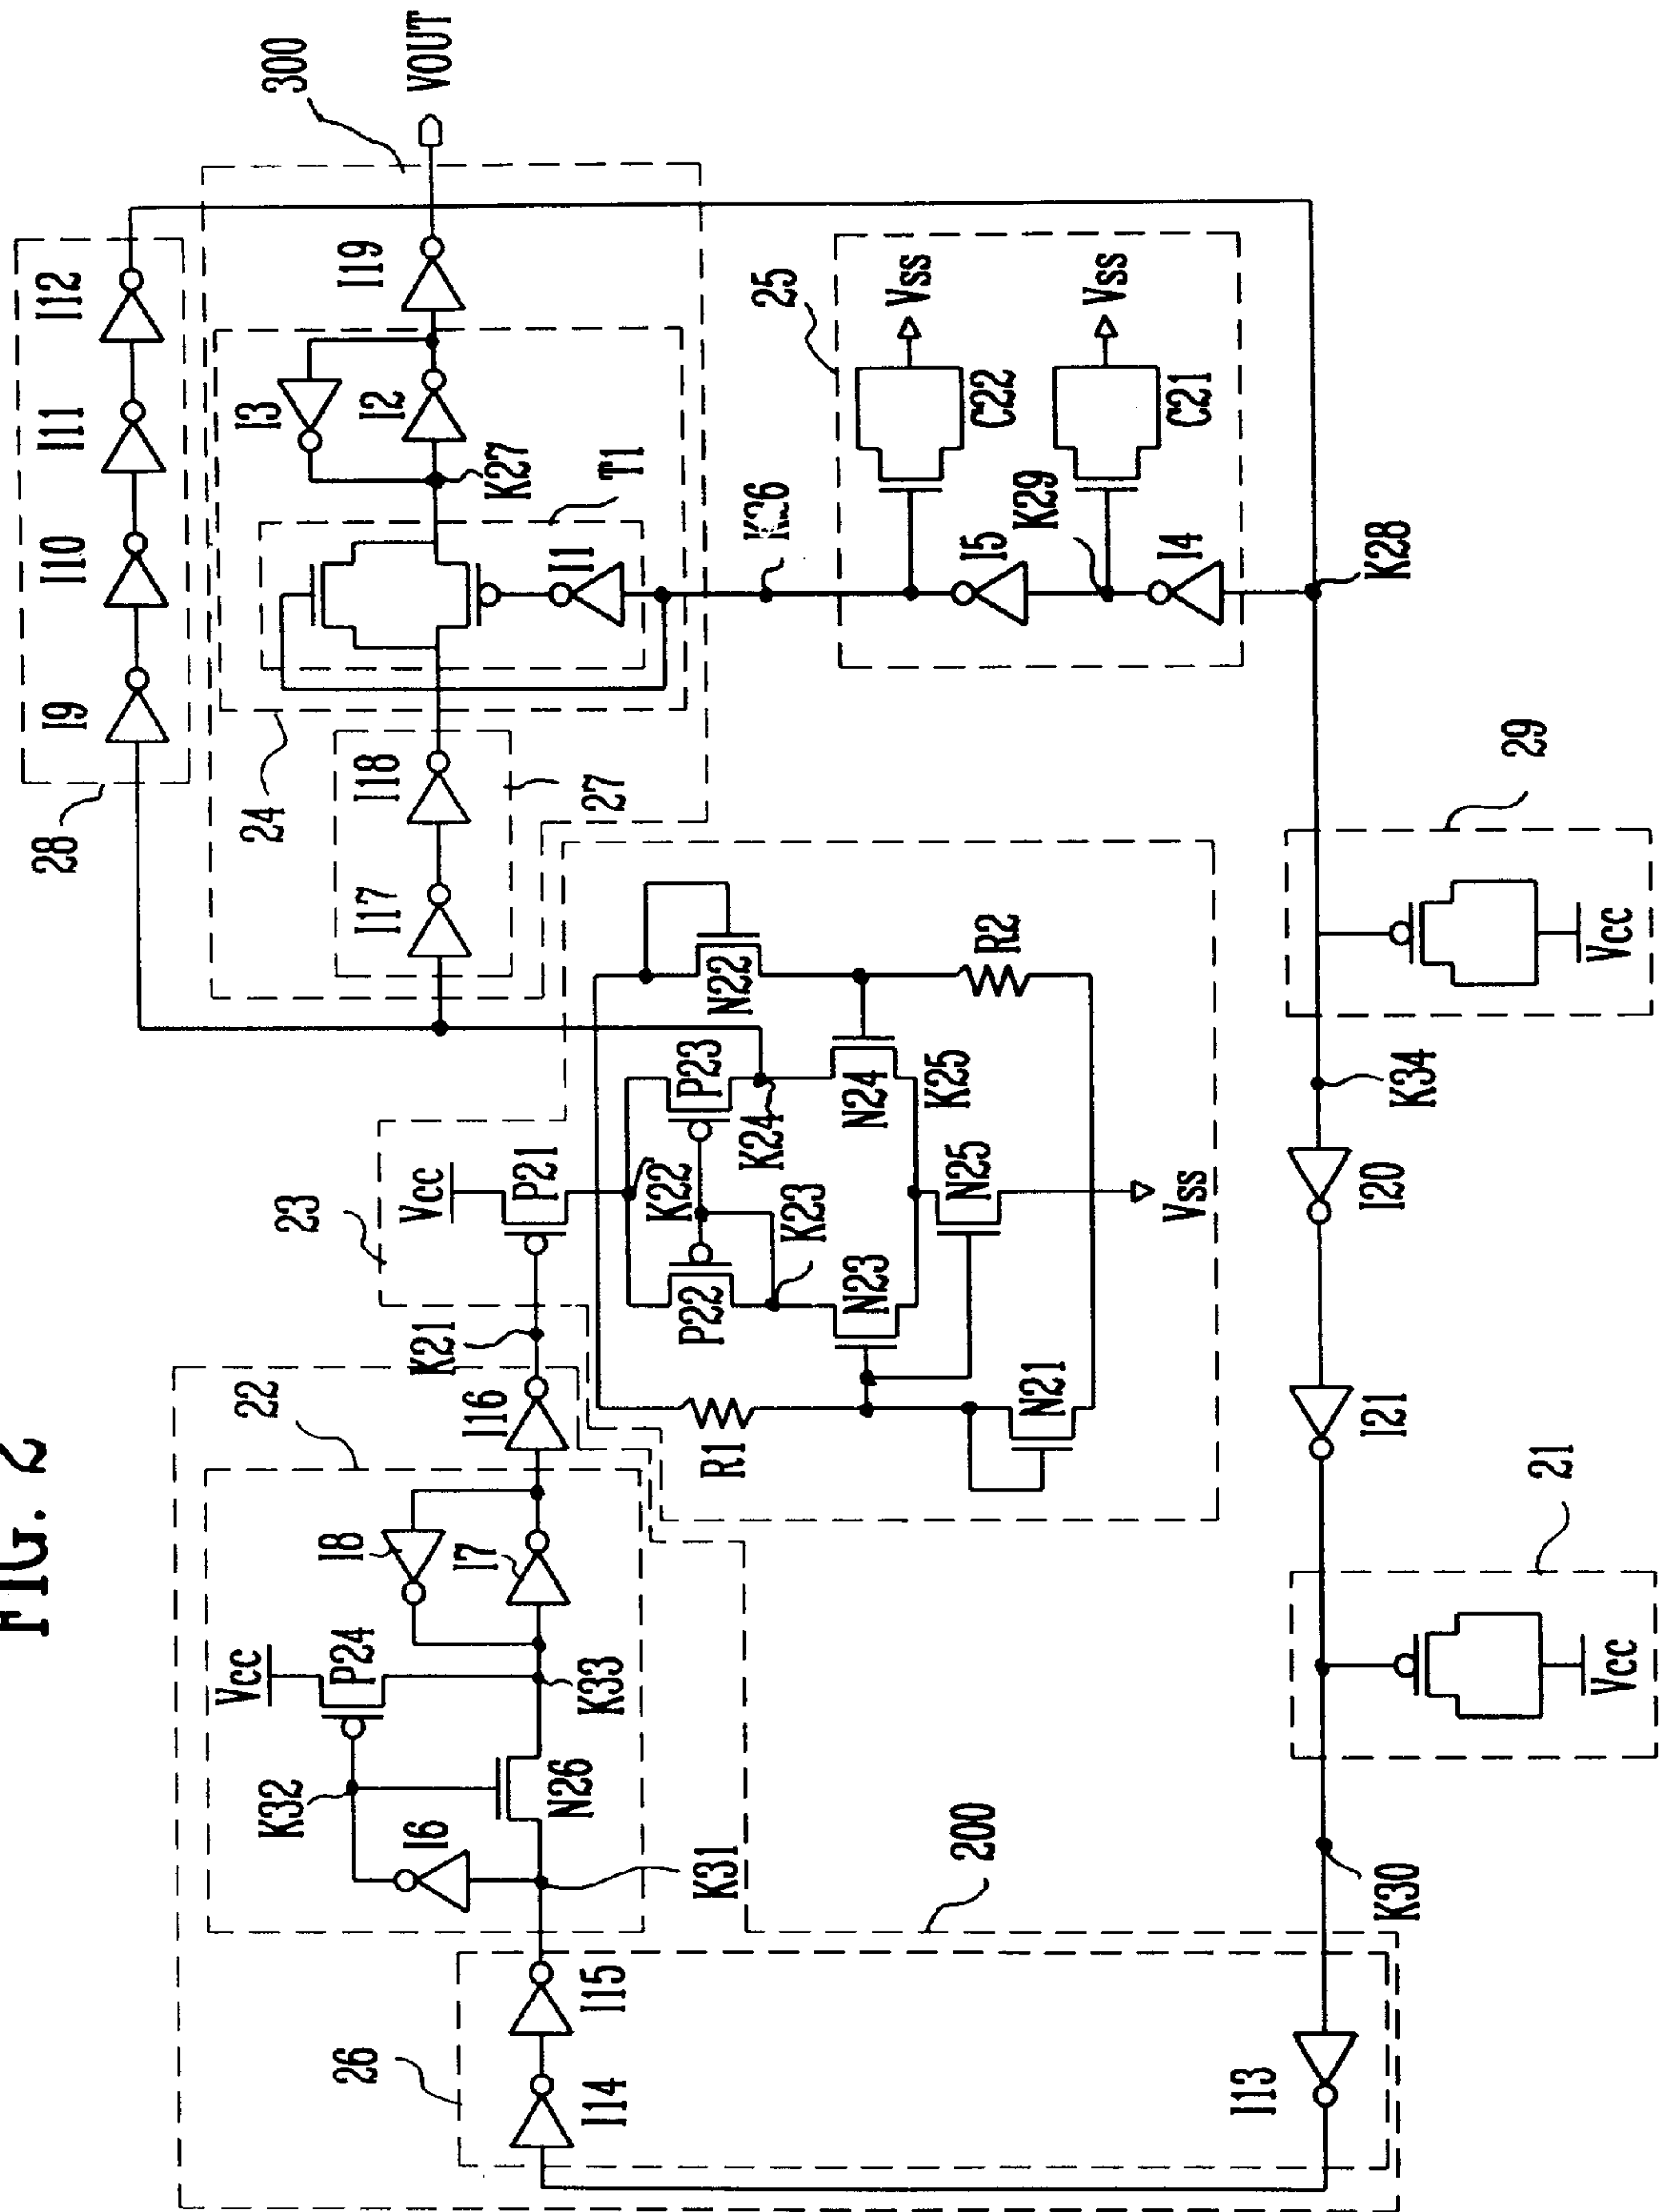 FIG. 2
300
VOUT
28
I9
I10
I11
I12
I3
I2
I19
K27
T1
I1
24
27
I17
I18
K26
25
Vss
C22
I5
K29
Vss
C21
I4
K28
23
Vcc
P21
K21
K22
P22
P23
K24
K23
N22
N23
N24
K25
N25
R1
R2
N21
Vss
22
I16
I8
I7
Vcc
P24
K33
K32
N26
I6
K31
200
26
I14
I15
I13
29
Vcc
K34
I20
I21
21
Vcc
K30